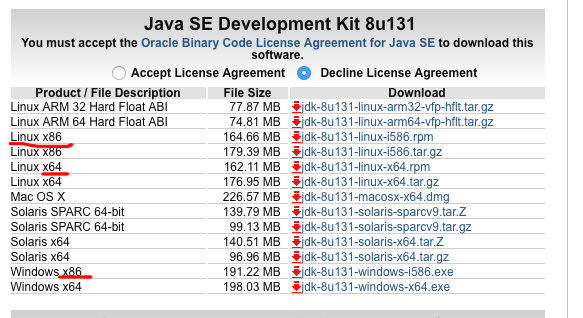 Java SE Development Kit 8u131
You must accept the Oracle Binary Code License Agreement for Java SE to download this
software.
Accept License Agreement Decline License Agreement
Product / File Description File Size Download
Linux ARM 32 Hard Float ABI 77.87 MB jdk-8u131-linux-arm32-vfp-hflt.tar.gz
Linux ARM 64 Hard Float ABI 74.81 MB jdk-8u131-linux-arm64-vfp-hflt.tar.gz
Linux x86 164.66 MB jdk-8u131-linux-i586.rpm
Linux x86 179.39 MB jdk-8u131-linux-i586.tar.gz
Linux x64 162.11 MB jdk-8u131-linux-x64.rpm
Linux x64 176.95 MB jdk-8u131-linux-x64.tar.gz
Mac OS X 226.57 MB jdk-8u131-macosx-x64.dmg
Solaris SPARC 64-bit 139.79 MB jdk-8u131-solaris-sparcv9.tar.Z
Solaris SPARC 64-bit 99.13 MB jdk-8u131-solaris-sparcv9.tar.gz
Solaris x64 140.51 MB jdk-8u131-solaris-x64.tar.Z
Solaris x64 96.96 MB jdk-8u131-solaris-x64.tar.gz
Windows x86 191.22 MB jdk-8u131-windows-i586.exe
Windows x64 198.03 MB jdk-8u131-windows-x64.exe